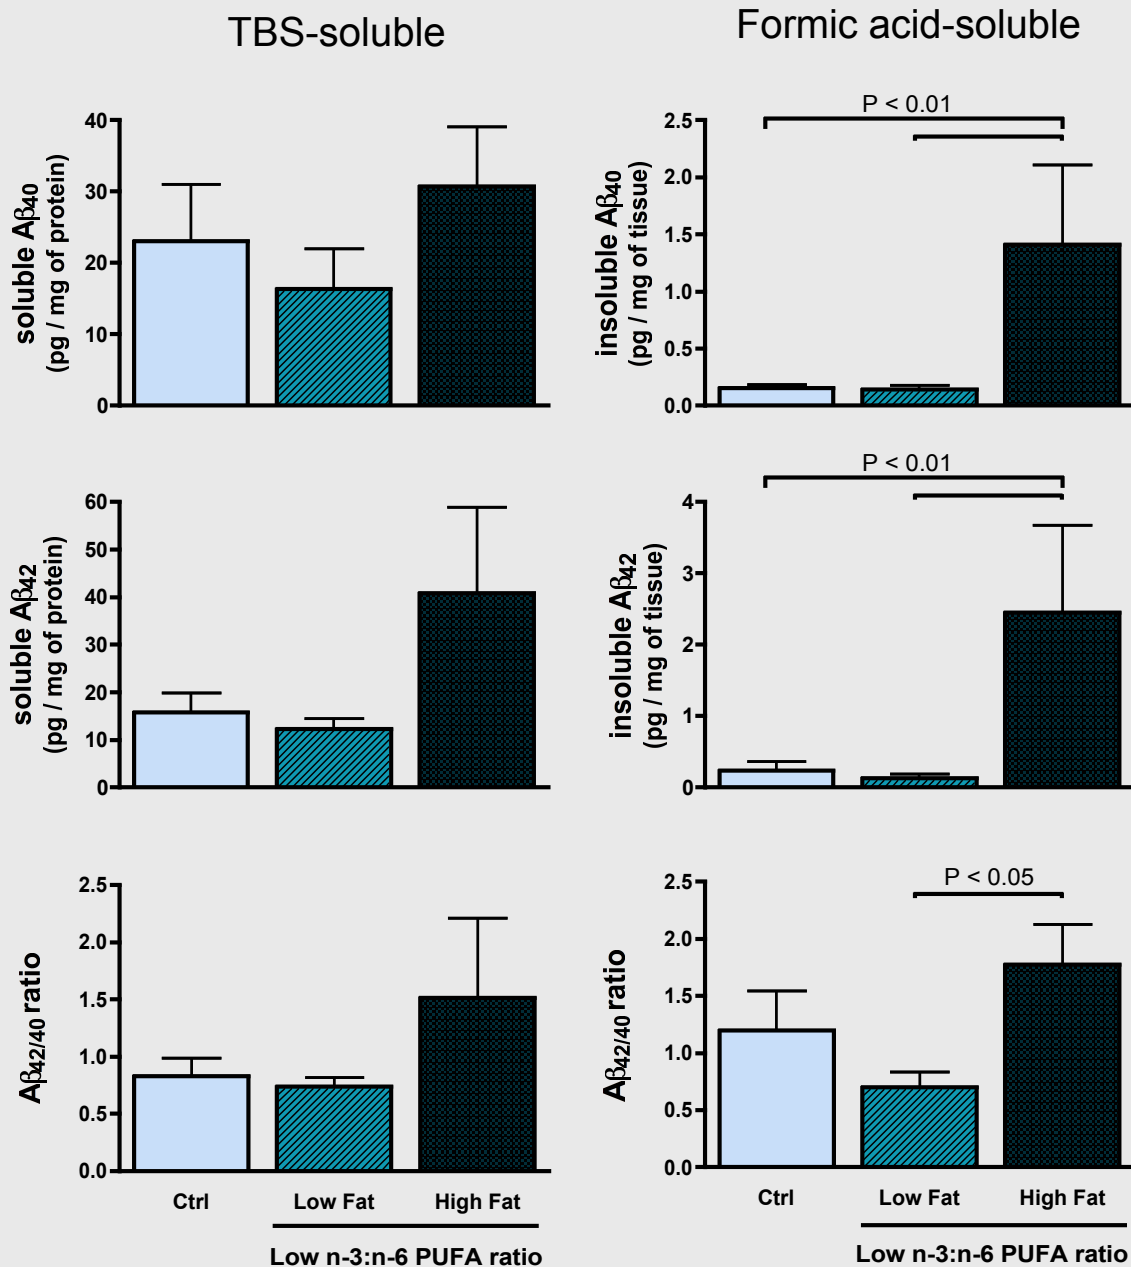 TBS-soluble
Formic acid-soluble
soluble Aβ40
(pg / mg of protein)
40
30
20
10
0
P < 0.01
insoluble Aβ40
(pg / mg of tissue)
2.5
2.0
1.5
1.0
0.5
0.0
soluble Aβ42
(pg / mg of protein)
60
50
40
30
20
10
0
P < 0.01
insoluble Aβ42
(pg / mg of tissue)
4
3
2
1
0
Aβ42/40 ratio
2.5
2.0
1.5
1.0
0.5
0.0
Ctrl
Low Fat
High Fat
Low n-3:n-6 PUFA ratio
P < 0.05
Aβ42/40 ratio
2.5
2.0
1.5
1.0
0.5
0.0
Ctrl
Low Fat
High Fat
Low n-3:n-6 PUFA ratio